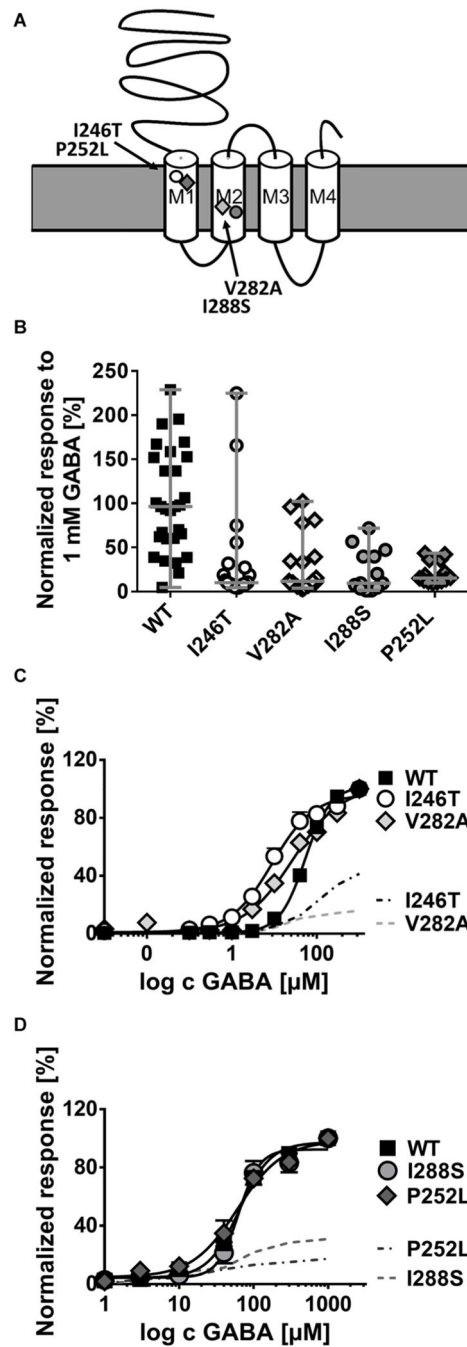 A
I246T
P252L
M1 M2 M3 M4
V282A
I288S
B
Normalized response to
1 mM GABA [%]
250
200
150
100
50
0
WT I246T V282A I288S P252L
C
Normalized response [%]
120
80
40
0
0 1 100
log c GABA [µM]
WT
I246T
V282A
I246T
V282A
D
Normalized response [%]
120
80
40
0
1 10 100 1000
log c GABA [µM]
WT
I288S
P252L
P252L
I288S